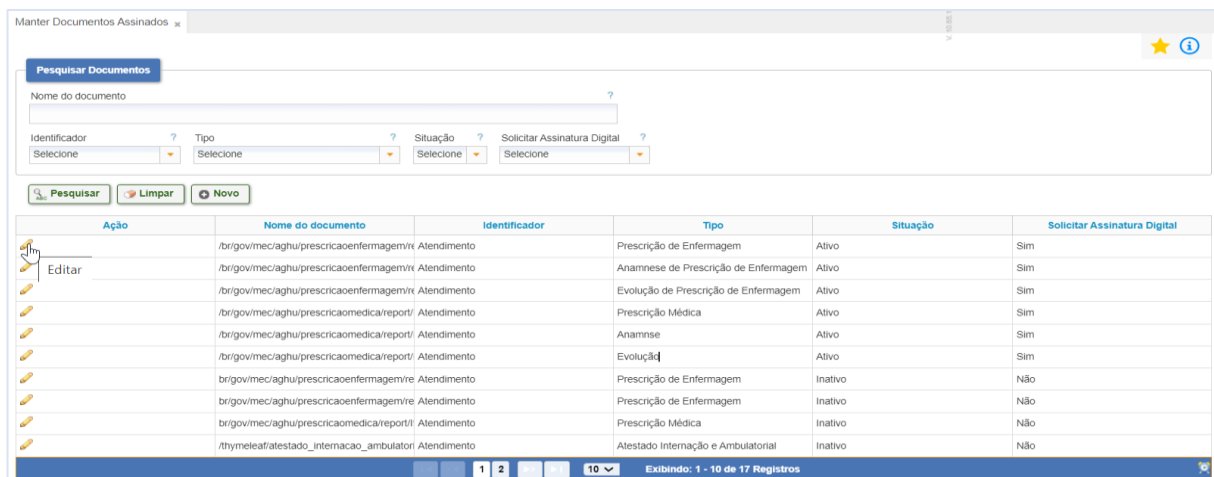 Manter Documentos Assinados
V. 10.60.1
Pesquisar Documentos
Nome do documento ?
Identificador ? Tipo ? Situação ? Solicitar Assinatura Digital ?
Selecione Selecione Selecione Selecione
Pesquisar Limpar Novo
Ação Nome do documento Identificador Tipo Situação Solicitar Assinatura Digital
/br/gov/mec/aghu/prescricaoenfermagem/re Atendimento Prescrição de Enfermagem Ativo Sim
Editar /br/gov/mec/aghu/prescricaoenfermagem/re Atendimento Anamnese de Prescrição de Enfermagem Ativo Sim
/br/gov/mec/aghu/prescricaoenfermagem/re Atendimento Evolução de Prescrição de Enfermagem Ativo Sim
/br/gov/mec/aghu/prescricaomedica/report/ Atendimento Prescrição Médica Ativo Sim
/br/gov/mec/aghu/prescricaomedica/report/ Atendimento Anamnse Ativo Sim
/br/gov/mec/aghu/prescricaomedica/report/ Atendimento Evolução Ativo Sim
br/gov/mec/aghu/prescricaoenfermagem/re Atendimento Prescrição de Enfermagem Inativo Não
br/gov/mec/aghu/prescricaoenfermagem/re Atendimento Prescrição de Enfermagem Inativo Não
br/gov/mec/aghu/prescricaomedica/report/I Atendimento Prescrição Médica Inativo Não
/thymeleaf/atestado_internacao_ambulatori Atendimento Atestado Internação e Ambulatorial Inativo Não
1 2 10 Exibindo: 1 - 10 de 17 Registros